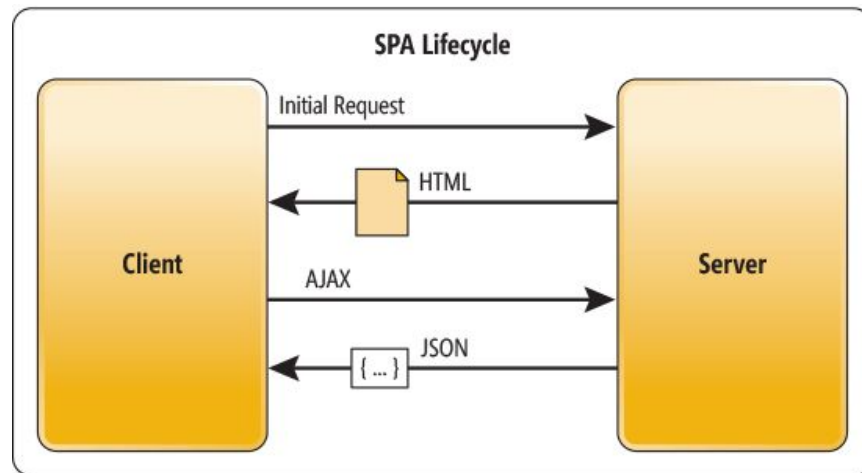 SPA Lifecycle
Initial Request
HTML
Client
Server
AJAX
JSON
{ ... }